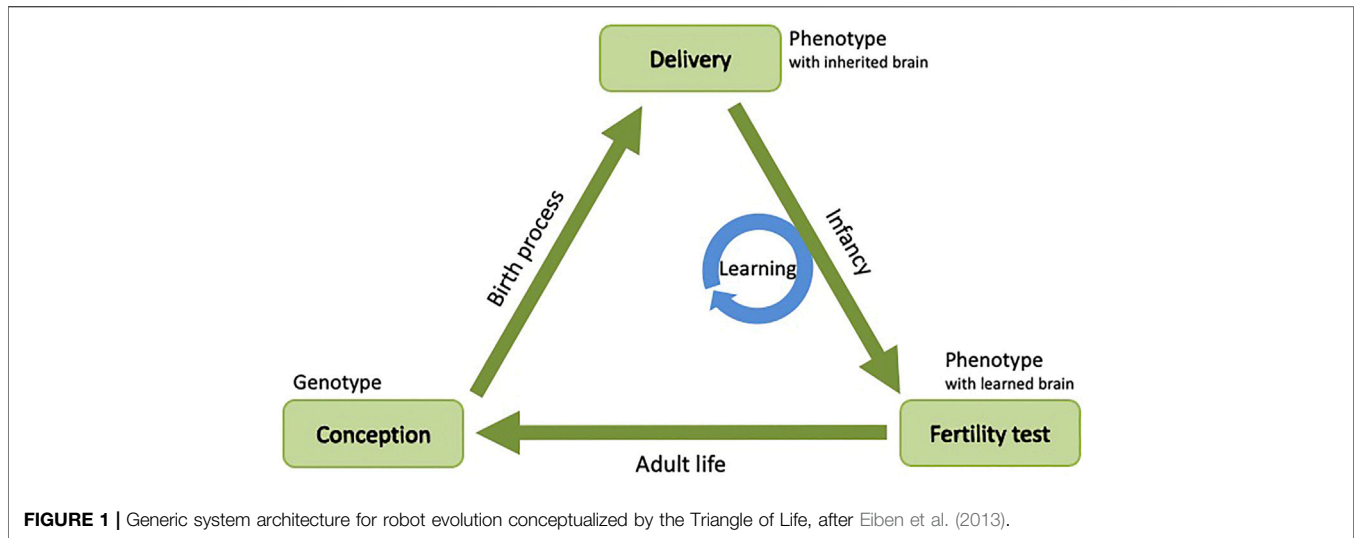 Delivery
Phenotype
with inherited brain
Birth process
Infancy
Learning
Genotype
Conception
Phenotype
with learned brain
Fertility test
Adult life
FIGURE 1 | Generic system architecture for robot evolution conceptualized by the Triangle of Life, after Eiben et al. (2013).